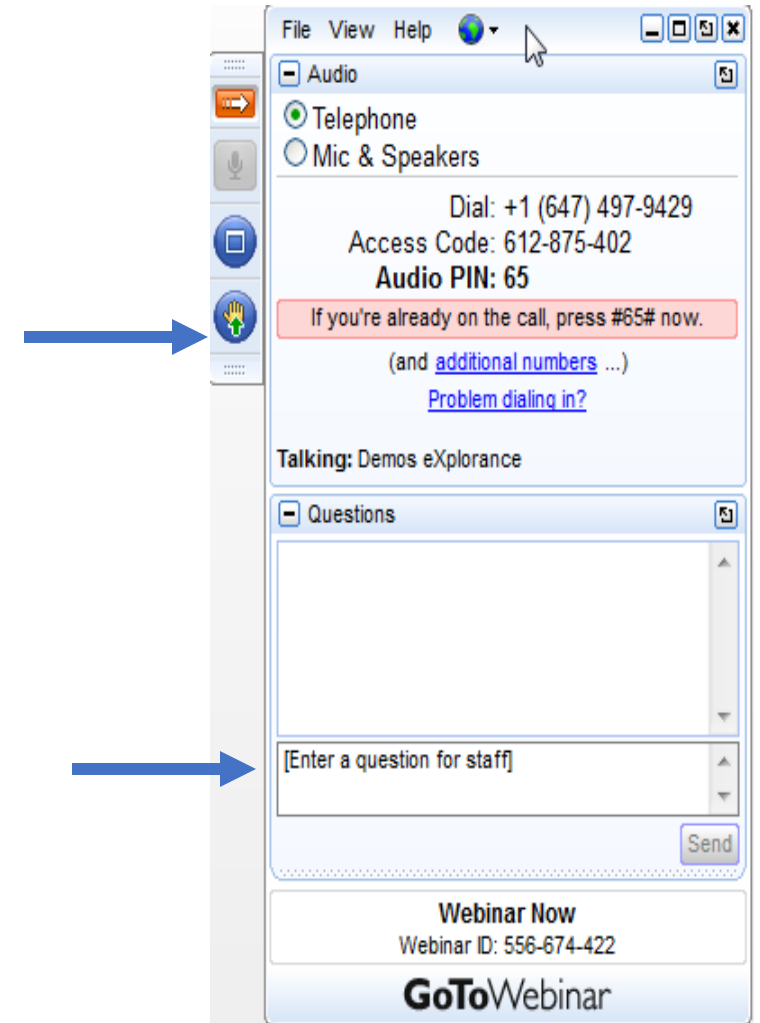 File View Help
Audio
Telephone
Mic & Speakers
Dial: +1 (647) 497-9429
Access Code: 612-875-402
Audio PIN: 65
If you're already on the call, press #65# now.
(and additional numbers ...)
Problem dialing in?
Talking: Demos eXplorance
Questions
[Enter a question for staff]
Send
Webinar Now
Webinar ID: 556-674-422
GoToWebinar